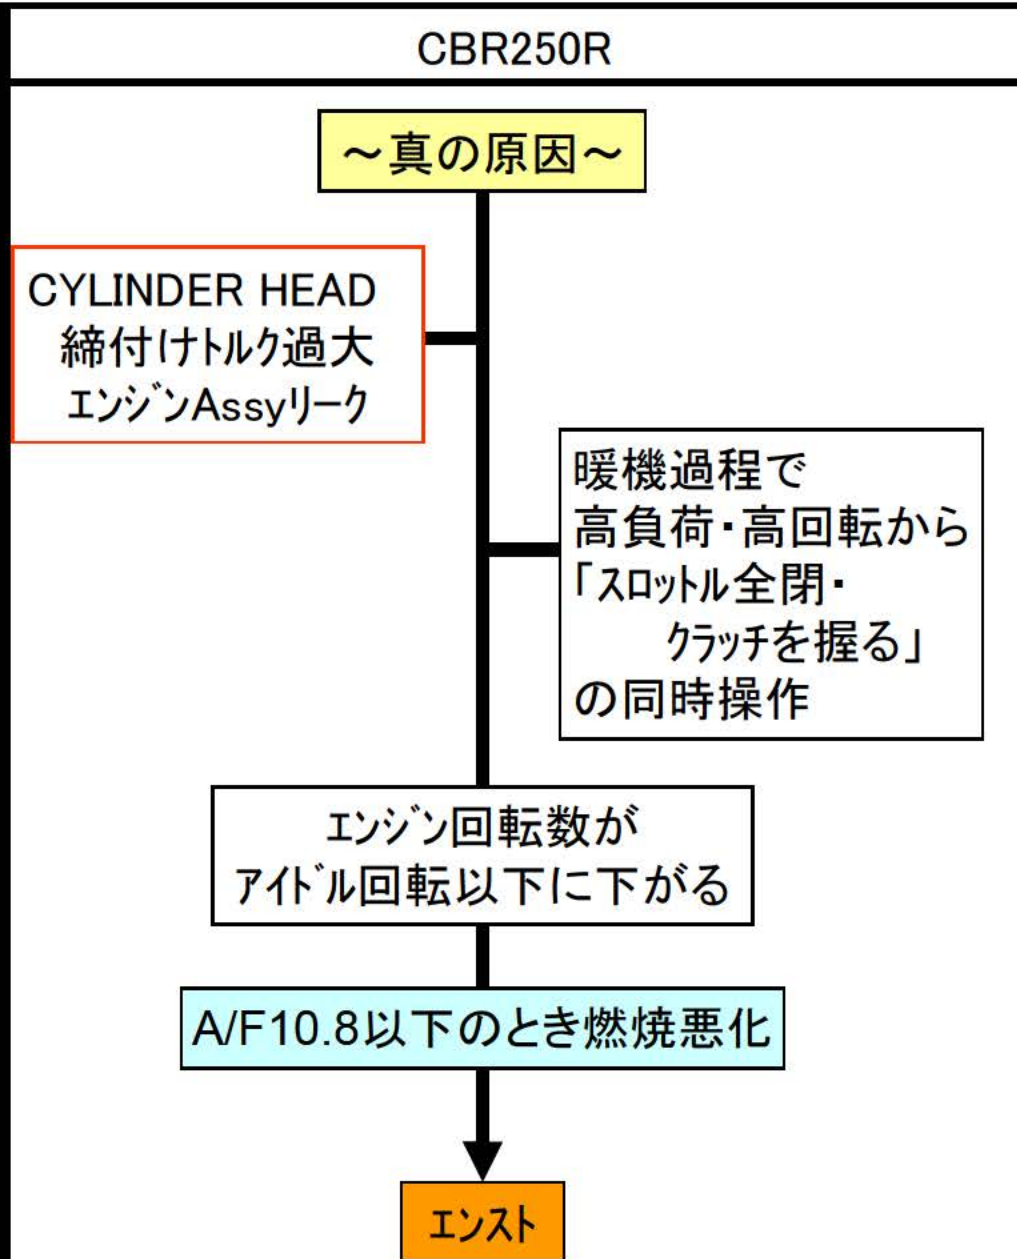 CBR250R
～真の原因～
CYLINDER HEAD
締付けﾄﾙｸ過大
ｴﾝｼﾞﾝAssyﾘｰｸ
暖機過程で
高負荷･高回転から
｢ｽﾛｯﾄﾙ全閉･
ｸﾗｯﾁを握る｣
の同時操作
ｴﾝｼﾞﾝ回転数が
ｱｲﾄﾞﾙ回転以下に下がる
A/F10.8以下のとき燃焼悪化
ｴﾝｽﾄ